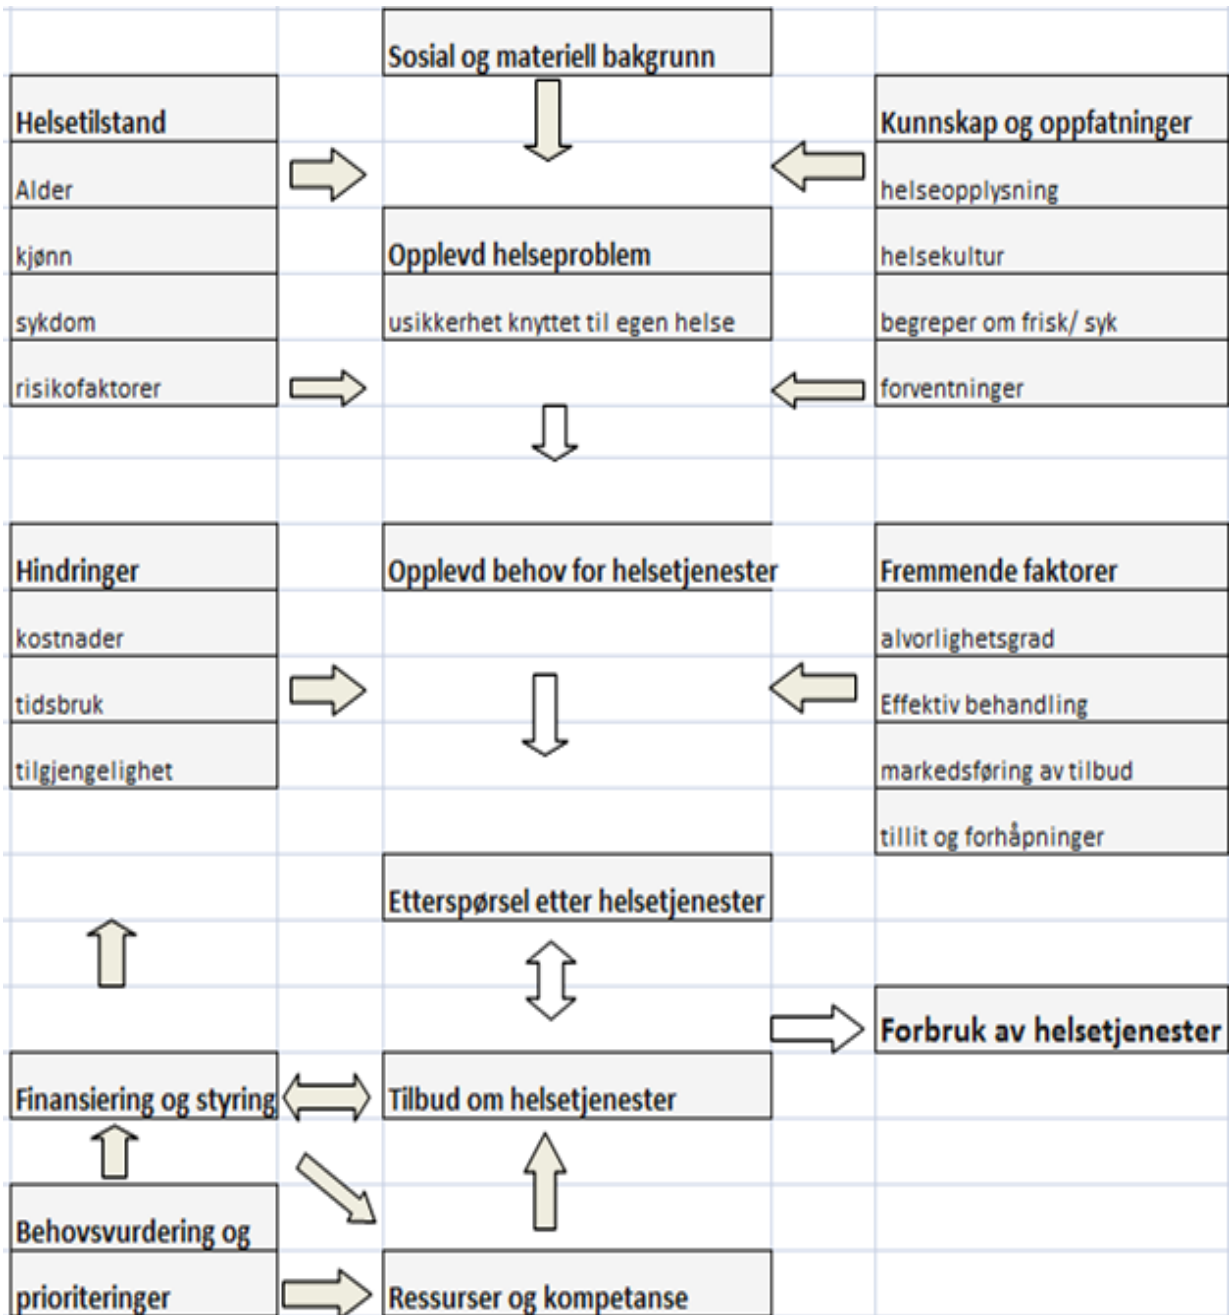 Sosial og materiell bakgrunn
Helsetilstand
Alder
kjønn
sykdom
risikofaktorer
Opplevd helseproblem
usikkerhet knyttet til egen helse
Kunnskap og oppfatninger
helseopplysning
helsekultur
begreper om frisk/ syk
forventninger
Hindringer
kostnader
tidsbruk
tilgjengelighet
Opplevd behov for helsetjenester
Fremmende faktorer
alvorlighetsgrad
Effektiv behandling
markedsføring av tilbud
tillit og forhåpninger
Etterspørsel etter helsetjenester
Forbruk av helsetjenester
Finansiering og styring
Tilbud om helsetjenester
Behovsvurdering og
prioriteringer
Ressurser og kompetanse